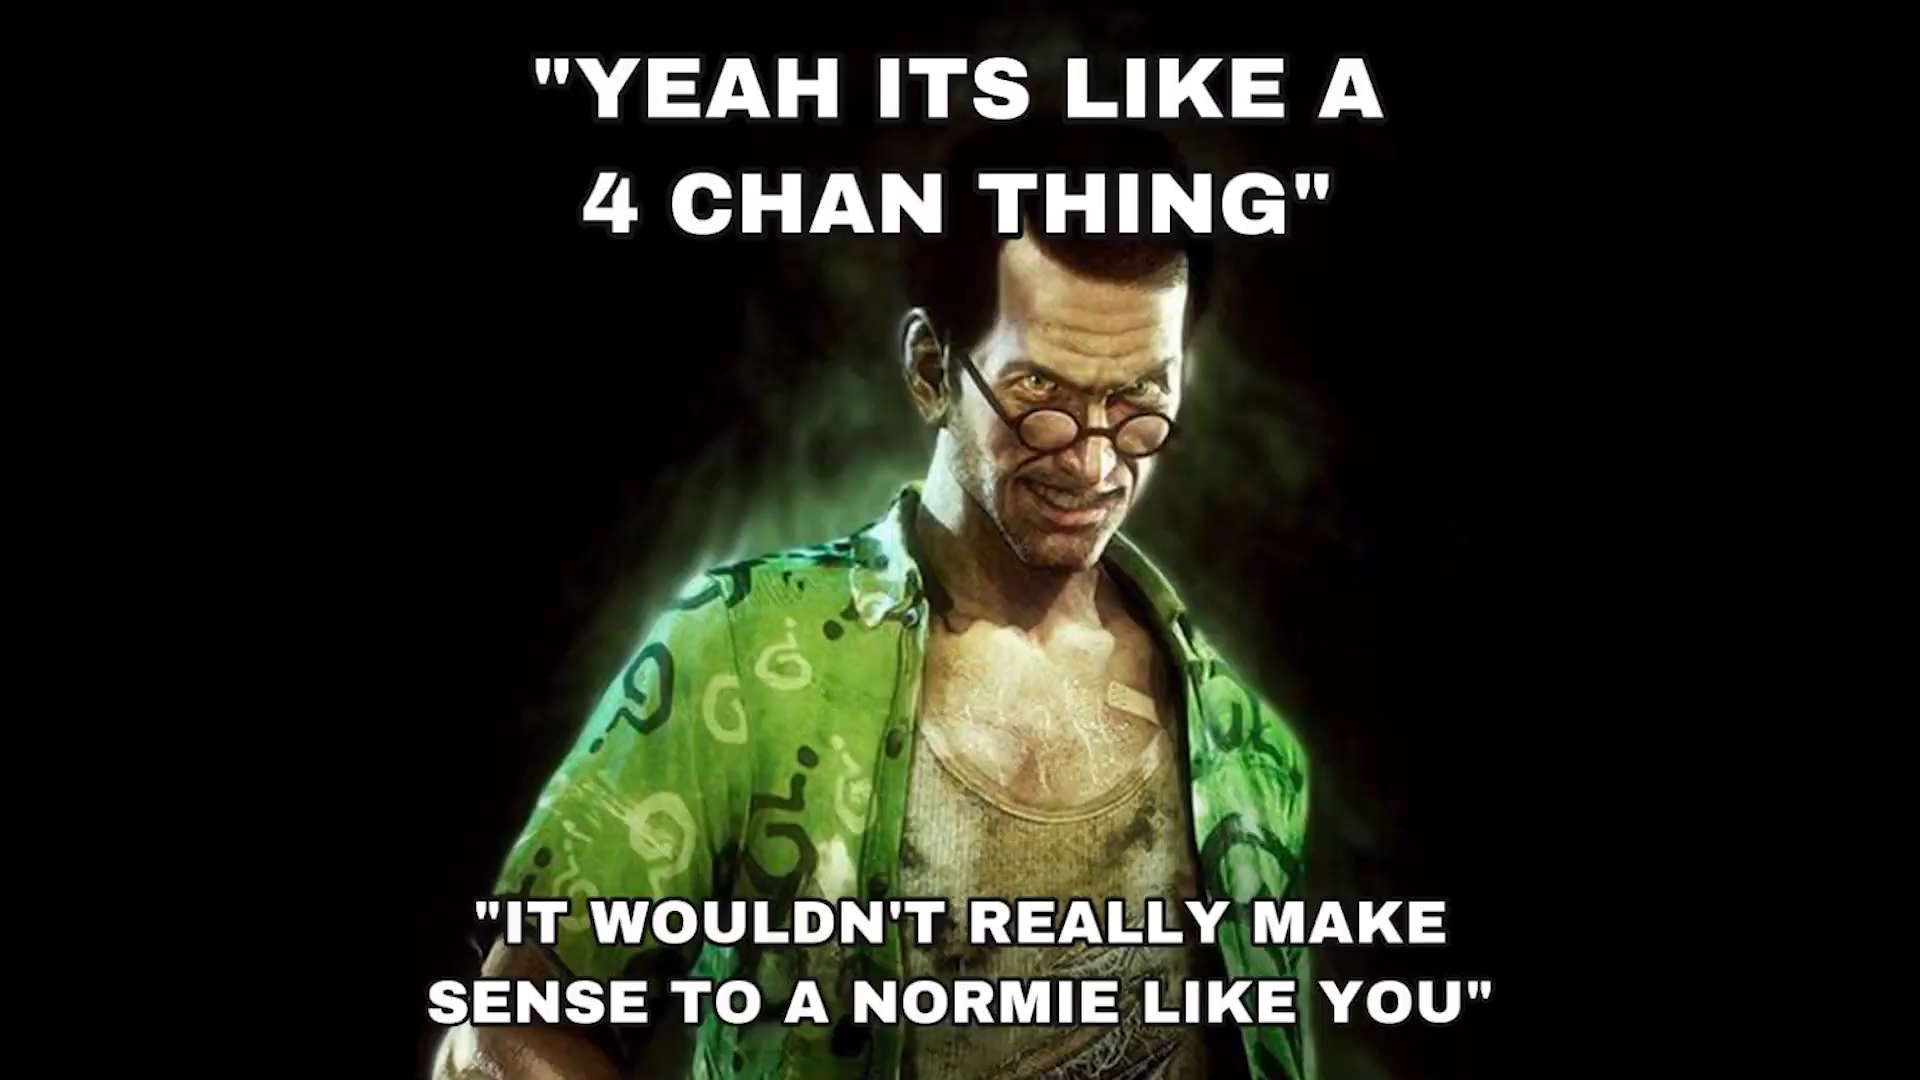 "YEAH ITS LIKE A
4 CHAN THING"
"IT WOULDN'T REALLY MAKE
SENSE TO A NORMIE LIKE YOU"